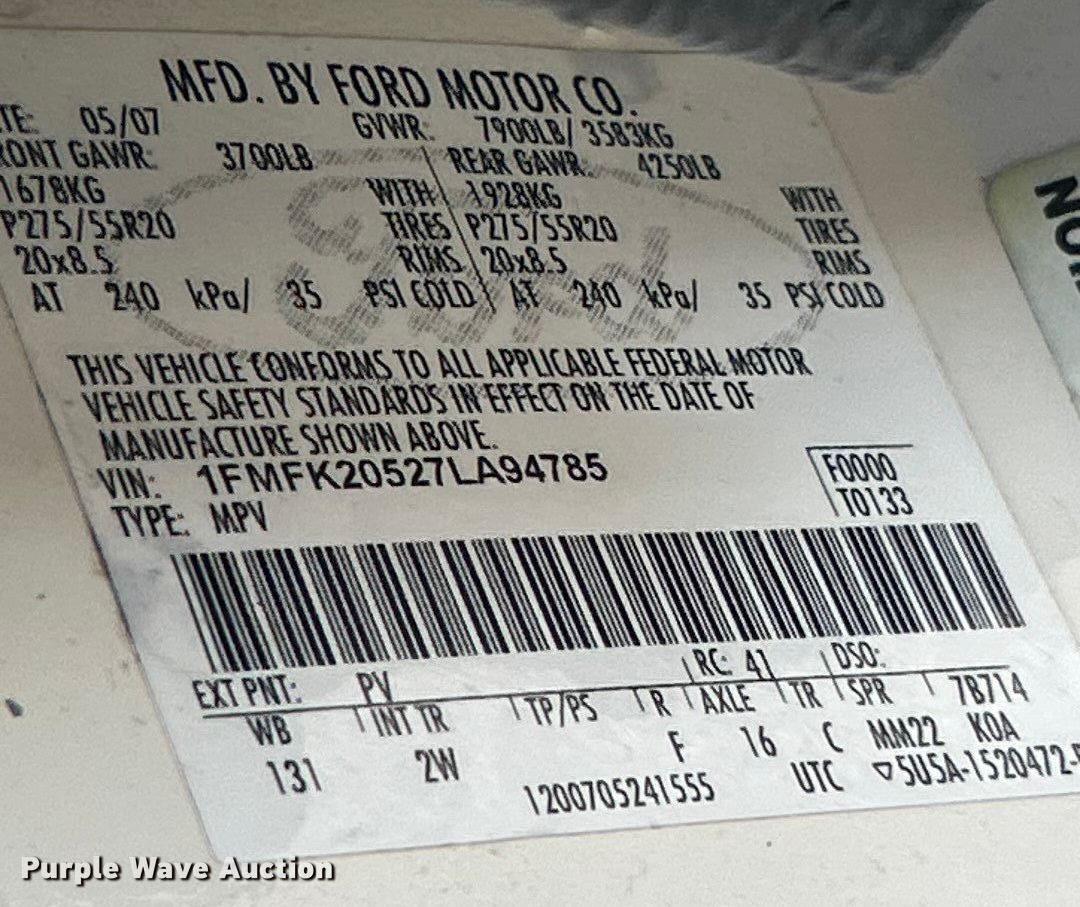 MFD. BY FORD MOTOR CO.
TE: 05/07 GVWR: 7900LB/ 3583KG
RONT GAWR: 3700LB REAR GAWR: 4250LB
1678KG WITH 1928KG WITH
P275/55R20 TIRES P275/55R20 TIRES
20x8.5 RIMS 20x8.5 RIMS
AT 240 kPa/ 35 PSI COLD AT 240 kPa/ 35 PSI COLD
Ford
THIS VEHICLE CONFORMS TO ALL APPLICABLE FEDERAL MOTOR
VEHICLE SAFETY STANDARDS IN EFFECT ON THE DATE OF
MANUFACTURE SHOWN ABOVE.
VIN: 1FMFK20527LA94785 F0000
TYPE: MPV T0133
EXT PNT: PV RC: 41 DSO:
WB INT TR TP/PS R AXLE TR SPR 7B714
131 2W F 16 C MM22 KOA
1200705241555 UTC ▽5U5A-1520472-
Purple Wave Auction